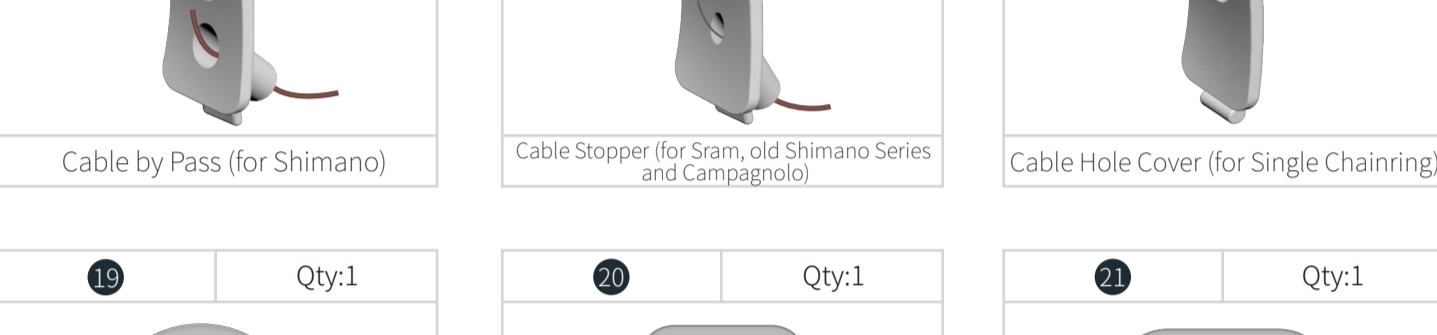 Cable by Pass (for Shimano)
Cable Stopper (for Sram, old Shimano Series
and Campagnolo)
Cable Hole Cover (for Single Chainring)
19 Qty:1
20 Qty:1
21 Qty:1